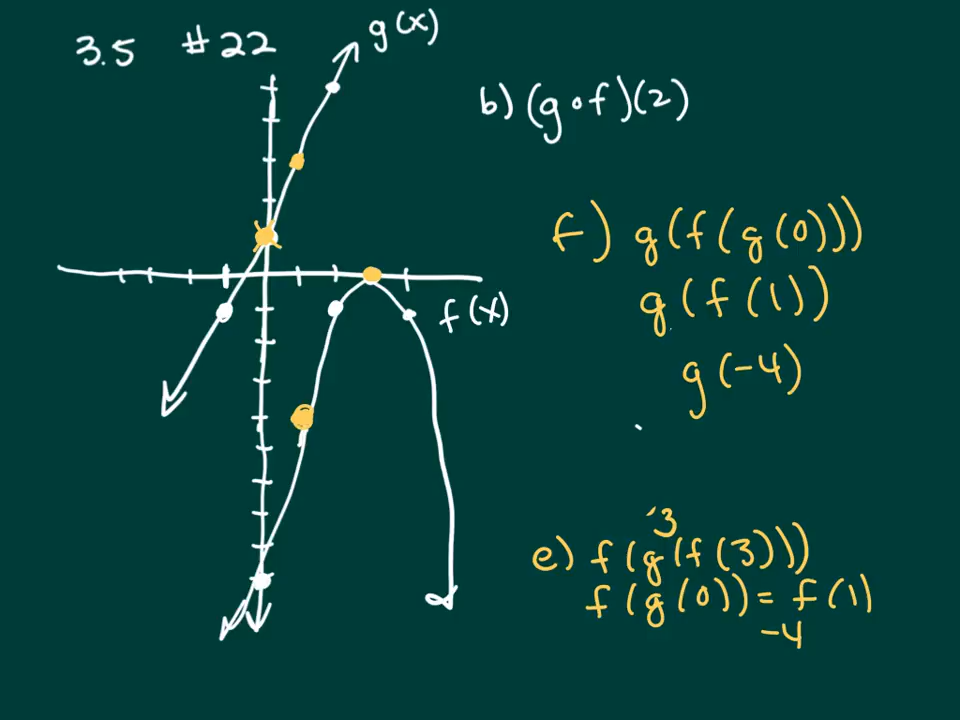 3.5 #22
g(x)
b) (g∘f)(2)
f) g(f(g(0)))
g(f(1))
g(-4)
f(x)
3
e) f(g(f(3)))
f(g(0)) = f(1)
-4